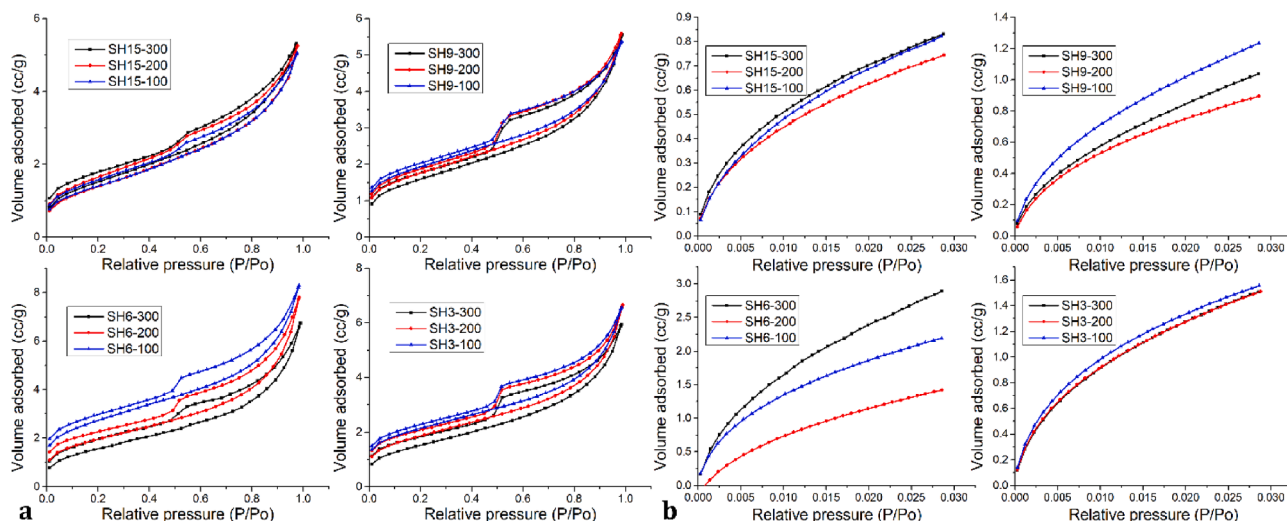 6
4
2
0
Volume adsorbed (cc/g)
SH15-300
SH15-200
SH15-100
0.0 0.2 0.4 0.6 0.8 1.0
Relative pressure (P/Po)
6
4
2
0
Volume adsorbed (cc/g)
SH9-300
SH9-200
SH9-100
0.0 0.2 0.4 0.6 0.8 1.0
Relative pressure (P/Po)
0.9
0.8
0.7
0.6
0.5
0.4
0.3
0.2
0.1
0.0
Volume adsorbed (cc/g)
SH15-300
SH15-200
SH15-100
0.000 0.005 0.010 0.015 0.020 0.025 0.030
Relative pressure (P/Po)
1.4
1.2
1.0
0.8
0.6
0.4
0.2
0.0
Volume adsorbed (cc/g)
SH9-300
SH9-200
SH9-100
0.000 0.005 0.010 0.015 0.020 0.025 0.030
Relative pressure (P/Po)
8
6
4
2
0
Volume adsorbed (cc/g)
SH6-300
SH6-200
SH6-100
0.0 0.2 0.4 0.6 0.8 1.0
Relative pressure (P/Po)
a
8
6
4
2
0
Volume adsorbed (cc/g)
SH3-300
SH3-200
SH3-100
0.0 0.2 0.4 0.6 0.8 1.0
Relative pressure (P/Po)
3.0
2.5
2.0
1.5
1.0
0.5
0.0
Volume adsorbed (cc/g)
SH6-300
SH6-200
SH6-100
0.000 0.005 0.010 0.015 0.020 0.025 0.030
Relative pressure (P/Po)
b
1.8
1.5
1.2
0.9
0.6
0.3
0.0
Volume adsorbed (cc/g)
SH3-300
SH3-200
SH3-100
0.000 0.005 0.010 0.015 0.020 0.025 0.030
Relative pressure (P/Po)